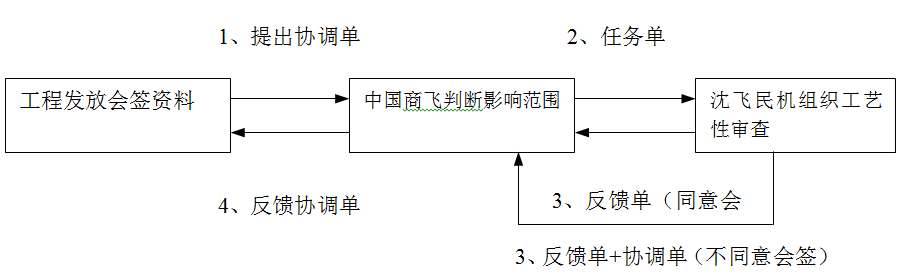 1、提出协调单
2、任务单
工程发放会签资料
中国商飞判断影响范围
沈飞民机组织工艺
性审查
4、反馈协调单
3、反馈单（同意会
3、反馈单+协调单（不同意会签）